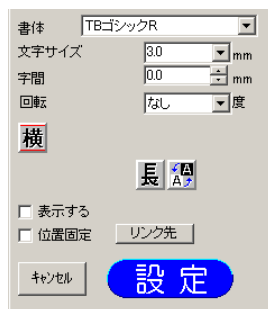 書体 TBゴシックR
文字サイズ 3.0 mm
字間 0.0 mm
回転 なし 度
横
長 A A
表示する
位置固定 リンク先
ｷｬﾝｾﾙ 設定